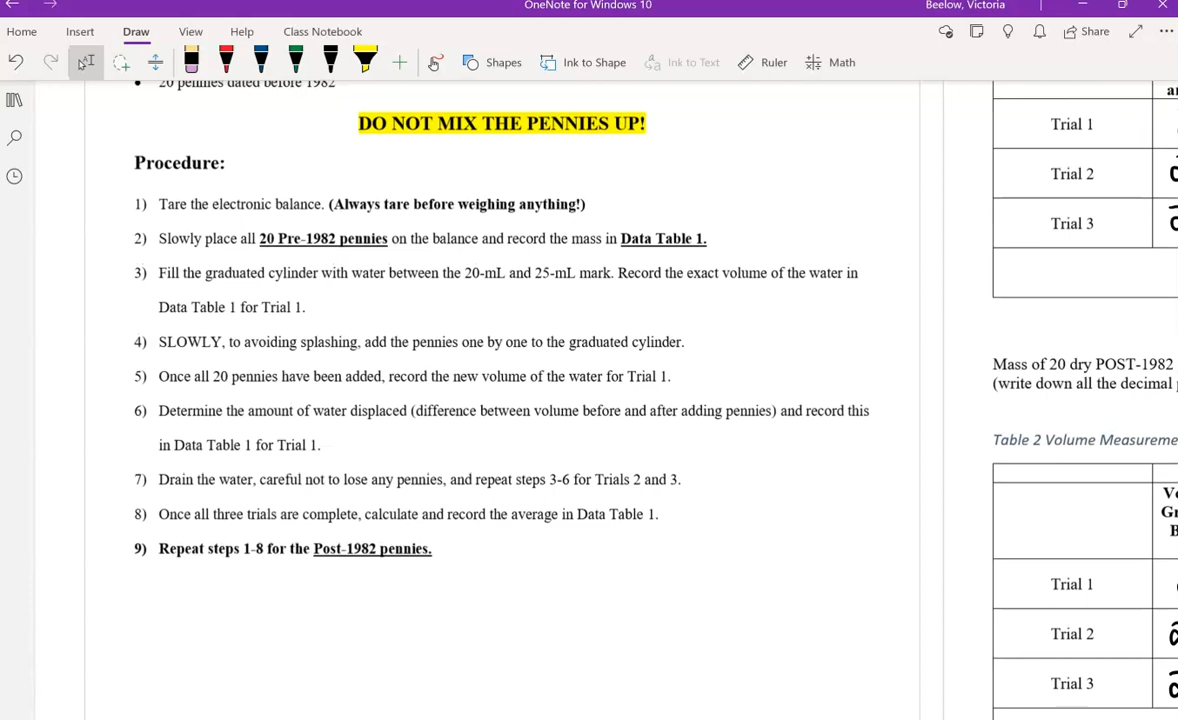 OneNote for Windows 10
Beelow, Victoria
Home Insert Draw View Help Class Notebook
Share
Shapes Ink to Shape Ink to Text Ruler Math
• 20 pennies dated before 1982
DO NOT MIX THE PENNIES UP!
Procedure:
1) Tare the electronic balance. (Always tare before weighing anything!)
2) Slowly place all 20 Pre-1982 pennies on the balance and record the mass in Data Table 1.
3) Fill the graduated cylinder with water between the 20-mL and 25-mL mark. Record the exact volume of the water in
Data Table 1 for Trial 1.
4) SLOWLY, to avoiding splashing, add the pennies one by one to the graduated cylinder.
5) Once all 20 pennies have been added, record the new volume of the water for Trial 1.
6) Determine the amount of water displaced (difference between volume before and after adding pennies) and record this
in Data Table 1 for Trial 1.
7) Drain the water, careful not to lose any pennies, and repeat steps 3-6 for Trials 2 and 3.
8) Once all three trials are complete, calculate and record the average in Data Table 1.
9) Repeat steps 1-8 for the Post-1982 pennies.
Trial 1
Trial 2
Trial 3
Mass of 20 dry POST-1982
(write down all the decimal
Table 2 Volume Measureme
Trial 1
Trial 2
Trial 3